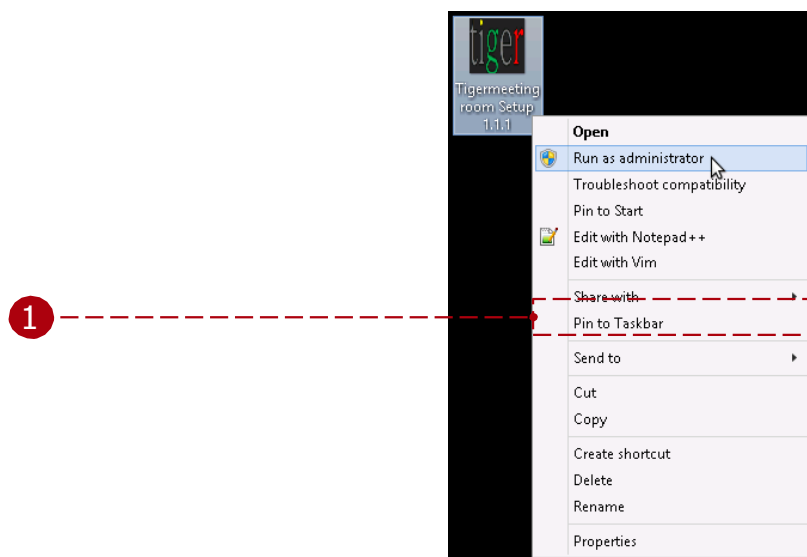 tiger
Tigermeeting
room Setup
1.1.1
Open
Run as administrator
Troubleshoot compatibility
Pin to Start
Edit with Notepad++
Edit with Vim
Share with
1
Pin to Taskbar
Send to
Cut
Copy
Create shortcut
Delete
Rename
Properties